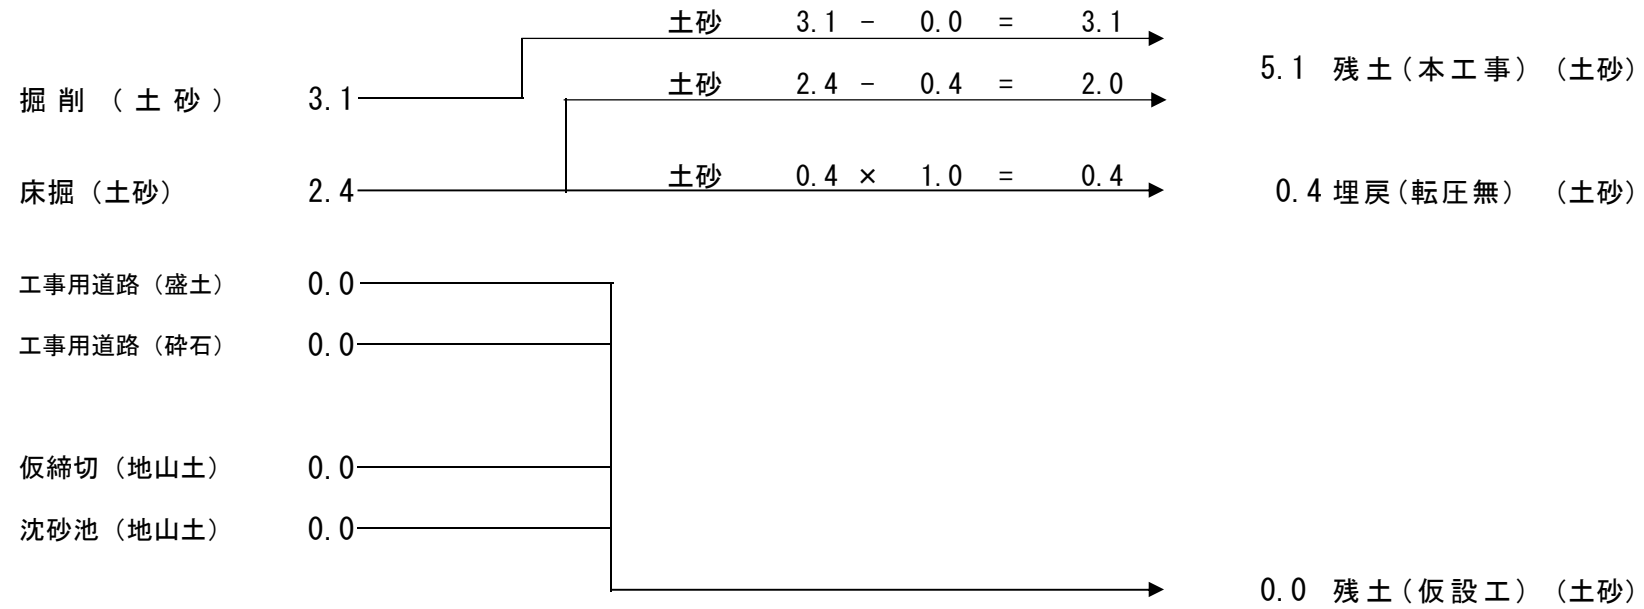 土砂 3.1 − 0.0 = 3.1
5.1 残土(本工事) (土砂)
掘削(土砂) 3.1
土砂 2.4 − 0.4 = 2.0
床掘(土砂) 2.4
土砂 0.4 × 1.0 = 0.4
0.4 埋戻(転圧無) (土砂)
工事用道路(盛土) 0.0
工事用道路(砕石) 0.0
仮締切(地山土) 0.0
沈砂池(地山土) 0.0
0.0 残土(仮設工) (土砂)